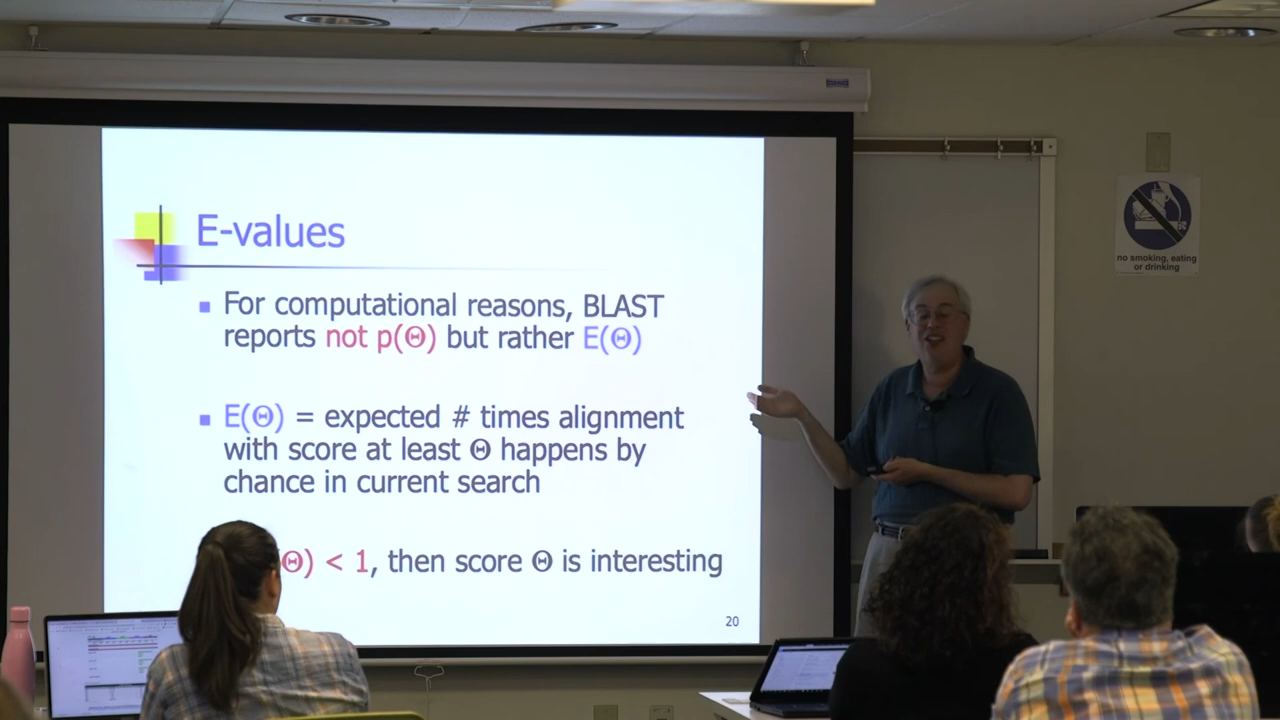 E-values
For computational reasons, BLAST
reports not p(Θ) but rather E(Θ)
E(Θ) = expected # times alignment
with score at least Θ happens by
chance in current search
Θ) < 1, then score Θ is interesting
20
no smoking, eating
or drinking